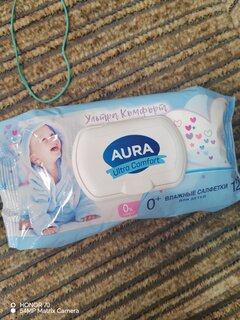 Ультра Комфорт
AURA
Ultra Comfort
0%
0+
ВЛАЖНЫЕ САЛФЕТКИ
ДЛЯ ДЕТЕЙ
HONOR 70
54MP Matrix Camera